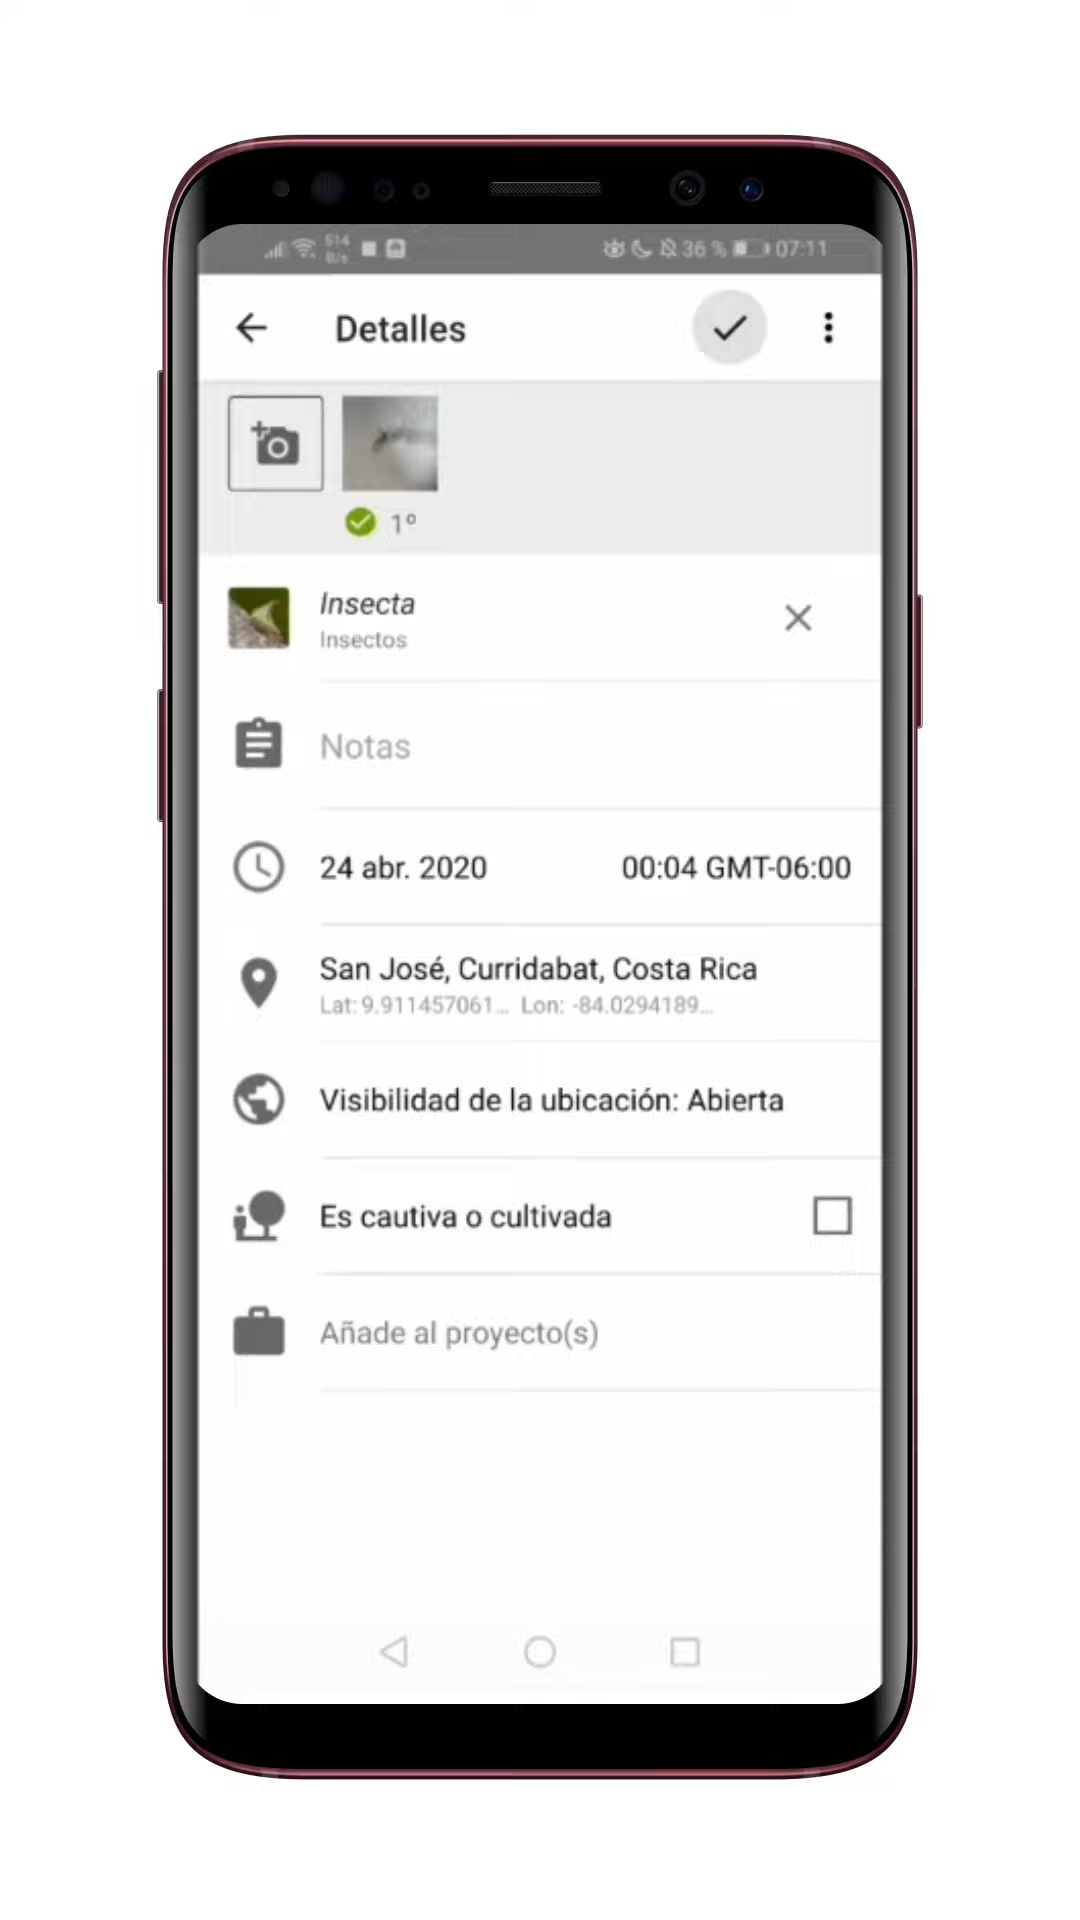 514
B/s
36 %
07:11
Detalles
1º
Insecta
Insectos
Notas
24 abr. 2020
00:04 GMT-06:00
San José, Curridabat, Costa Rica
Lat: 9.911457061... Lon: -84.0294189...
Visibilidad de la ubicación: Abierta
Es cautiva o cultivada
Añade al proyecto(s)